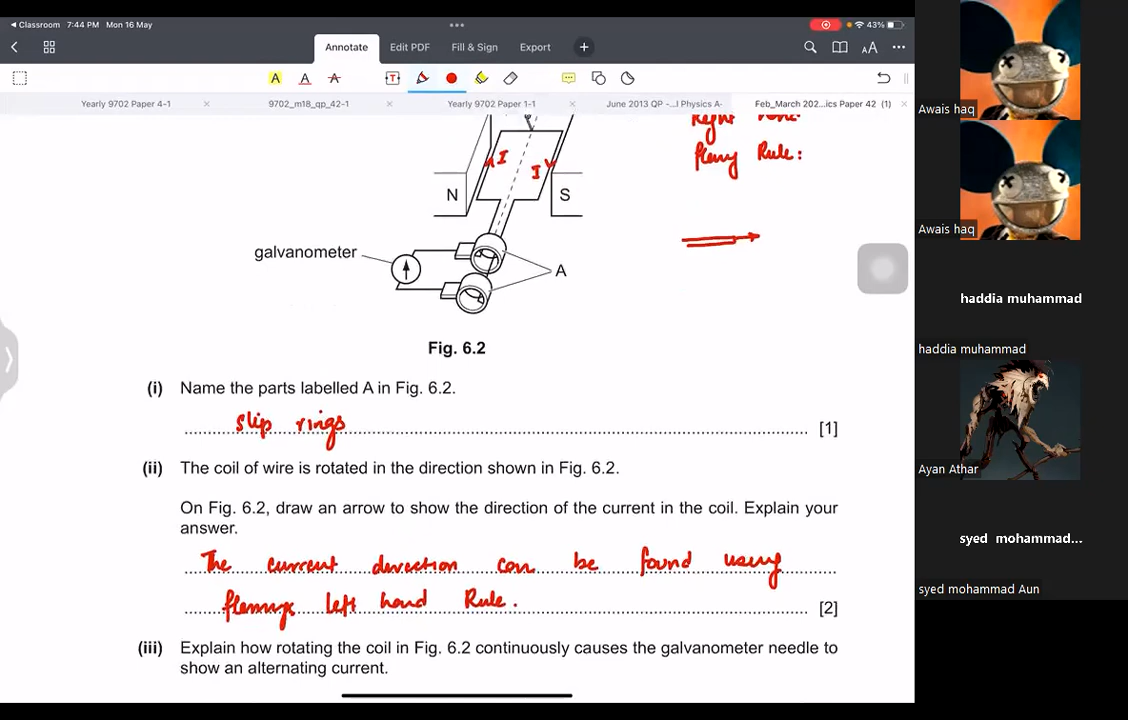 Classroom 7:44 PM Mon 16 May
43%
Annotate Edit PDF Fill & Sign Export
AA
A A A T
Yearly 9702 Paper 4-1 × 9702_m18_qp_42-1 × Yearly 9702 Paper 1-1 × June 2013 QP -...l Physics A- Feb_March 202...ics Paper 42 (1) ×
Right
Rule:
I
I
N S
galvanometer
A
Fig. 6.2
(i) Name the parts labelled A in Fig. 6.2.
slip rings [1]
(ii) The coil of wire is rotated in the direction shown in Fig. 6.2.
On Fig. 6.2, draw an arrow to show the direction of the current in the coil. Explain your
answer.
The current direction can be found using
left hand Rule. [2]
(iii) Explain how rotating the coil in Fig. 6.2 continuously causes the galvanometer needle to
show an alternating current.
Awais haq
Awais haq
haddia muhammad
haddia muhammad
Ayan Athar
syed mohammad...
syed mohammad Aun